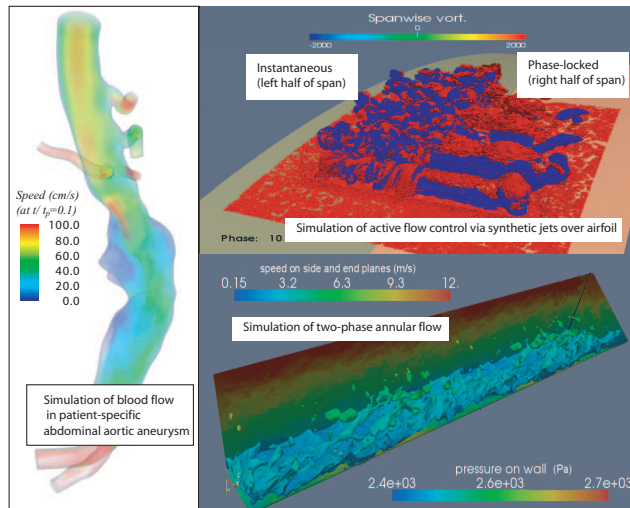 Speed (cm/s)
(at t/ tp=0.1)
100.0
80.0
60.0
40.0
20.0
0.0
Simulation of blood flow
in patient-specific
abdominal aortic aneurysm
Spanwise vort.
0
-2000 2000
Instantaneous
(left half of span)
Phase-locked
(right half of span)
Simulation of active flow control via synthetic jets over airfoil
Phase: 10
speed on side and end planes (m/s)
0.15 3.2 6.3 9.3 12.
Simulation of two-phase annular flow
pressure on wall (Pa)
2.4e+03 2.6e+03 2.7e+03